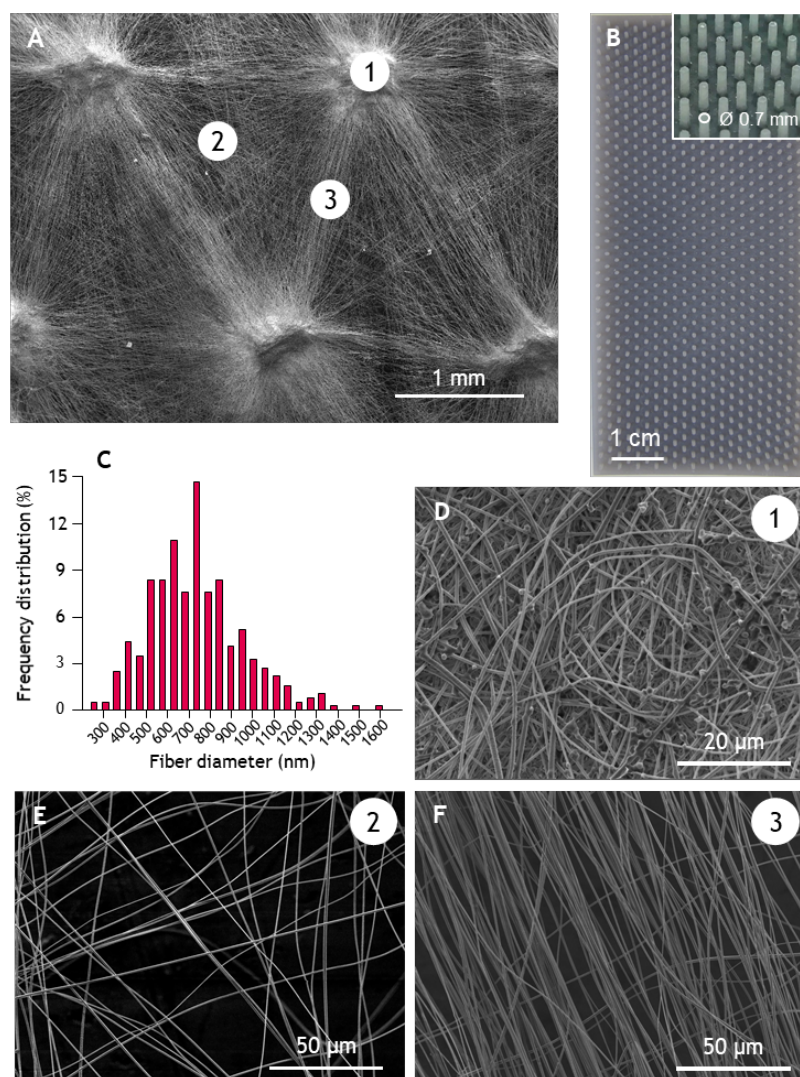 A
1
2
3
1 mm
B
Ø 0.7 mm
1 cm
C
Frequency distribution (%)
15
12
9
6
3
0
300 400 500 600 700 800 900 1000 1100 1200 1300 1400 1500 1600
Fiber diameter (nm)
D
1
20 µm
E
2
50 µm
F
3
50 µm